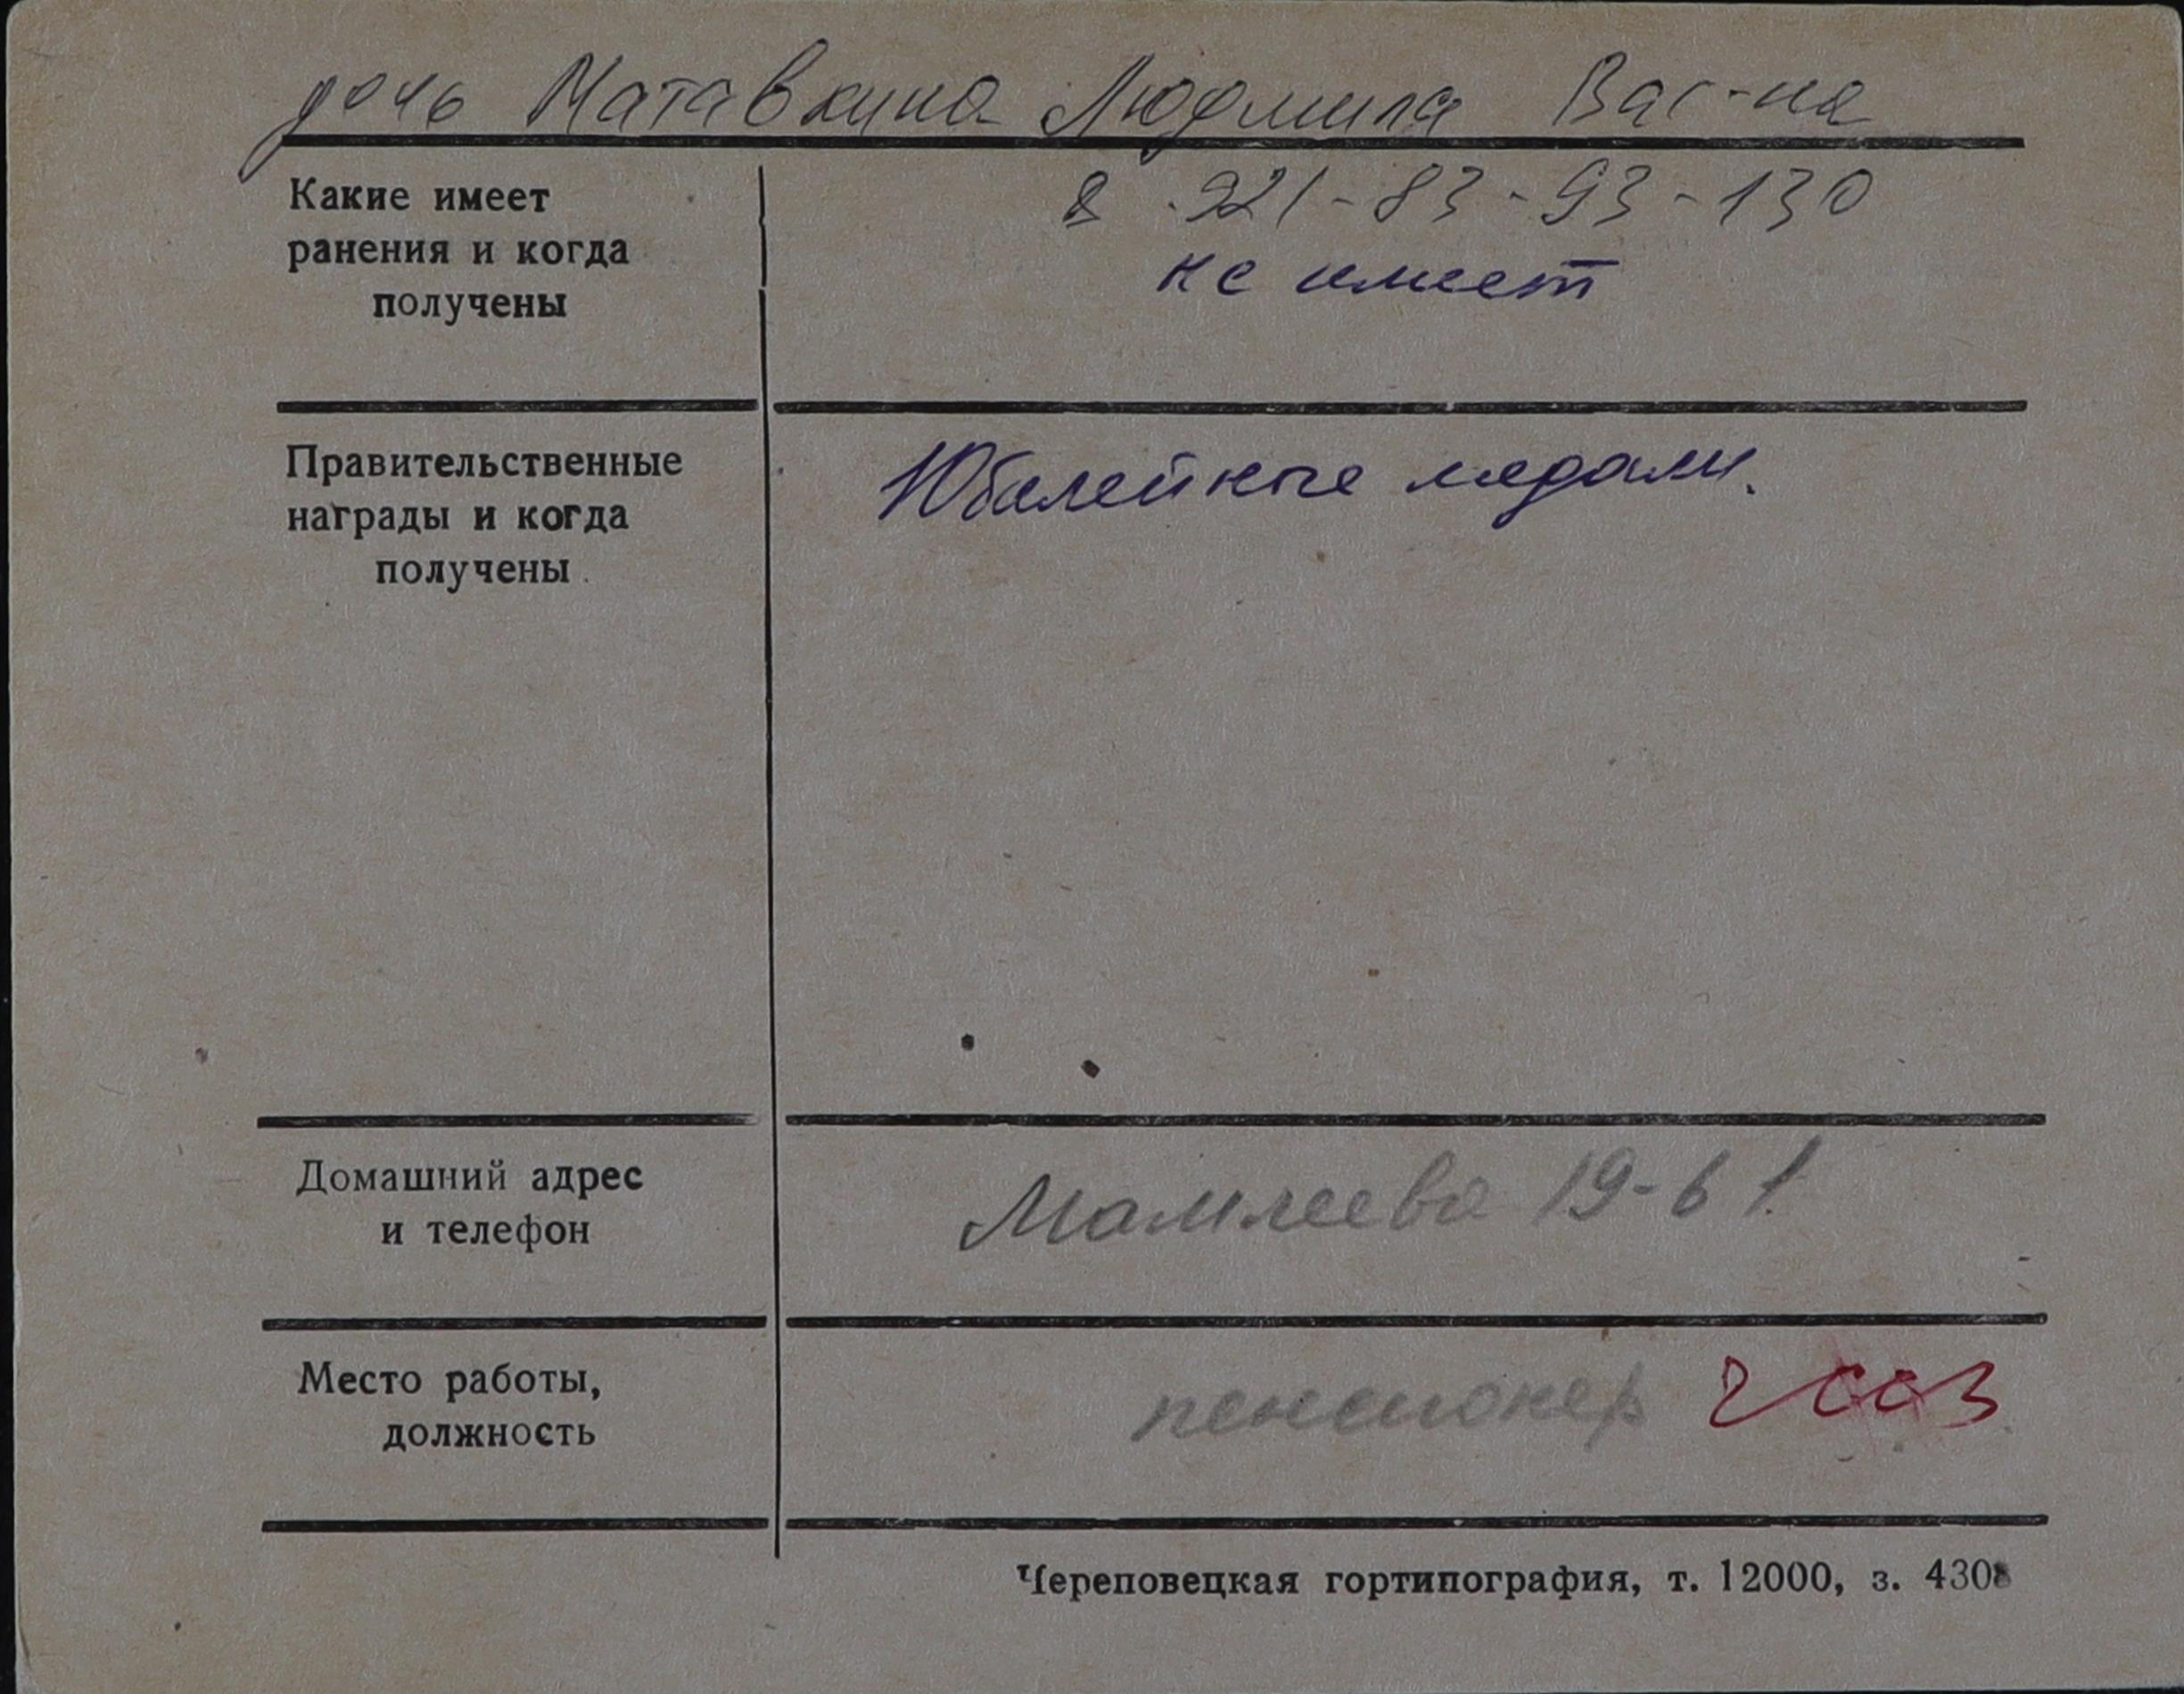 дочь Матавкина Людмила Вас-на
Какие имеет
ранения и когда
получены
8 921-83-93-130
не имеет
Правительственные
награды и когда
получены
Юбилейные медали.
Домашний адрес
и телефон
Мамлеева 19-61
Место работы,
должность
пенсионер
Череповецкая гортипография, т. 12000, з. 4308